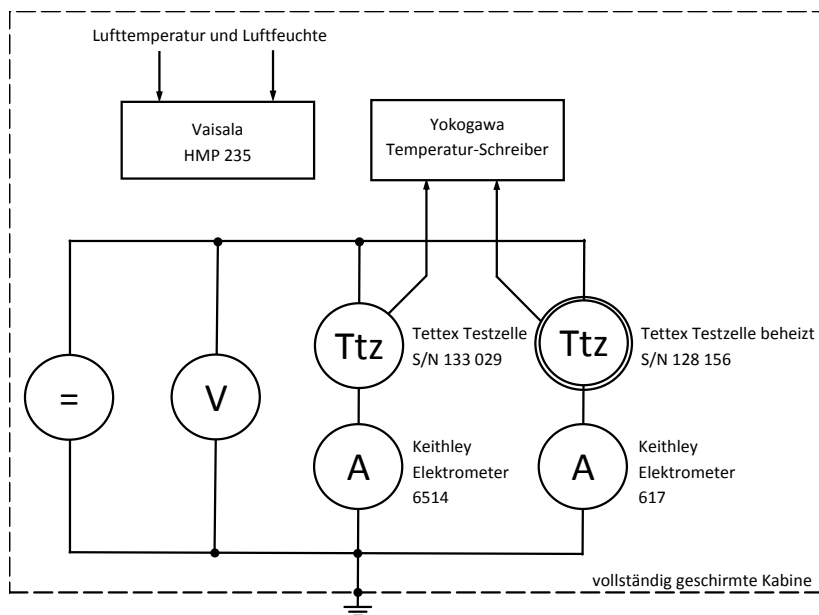 Lufttemperatur und Luftfeuchte
Vaisala
HMP 235
Yokogawa
Temperatur-Schreiber
=
V
Ttz
Tettex Testzelle
S/N 133 029
Ttz
Tettex Testzelle beheizt
S/N 128 156
A
Keithley
Elektrometer
6514
A
Keithley
Elektrometer
617
vollständig geschirmte Kabine